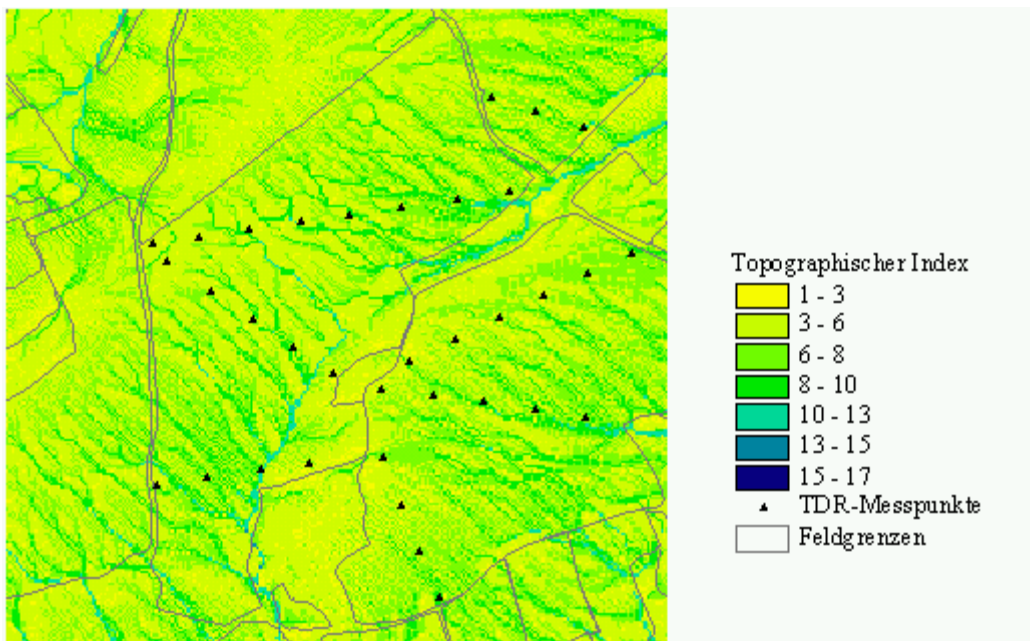 Topographischer Index
1 - 3
3 - 6
6 - 8
8 - 10
10 - 13
13 - 15
15 - 17
TDR-Messpunkte
Feldgrenzen